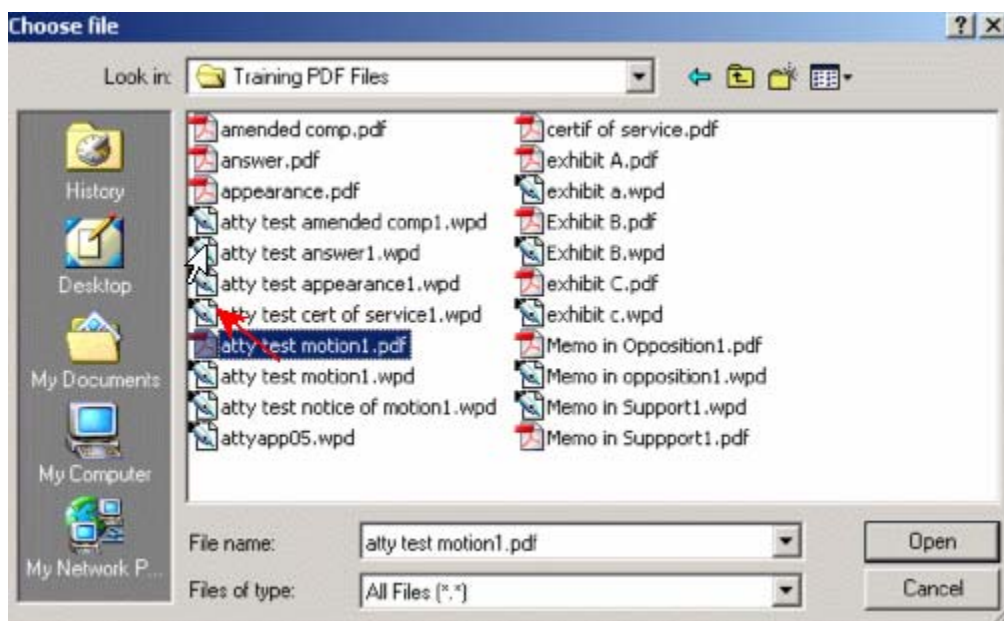 Choose file
Look in:
Training PDF Files
History
Desktop
My Documents
My Computer
My Network P...
amended comp.pdf
answer.pdf
appearance.pdf
atty test amended comp1.wpd
atty test answer1.wpd
atty test appearance1.wpd
atty test cert of service1.wpd
atty test motion1.pdf
atty test motion1.wpd
atty test notice of motion1.wpd
attyapp05.wpd
certif of service.pdf
exhibit A.pdf
exhibit a.wpd
Exhibit B.pdf
Exhibit B.wpd
exhibit C.pdf
exhibit c.wpd
Memo in Opposition1.pdf
Memo in opposition1.wpd
Memo in Support1.wpd
Memo in Suppport1.pdf
File name:
atty test motion1.pdf
Open
Files of type:
All Files (*.*)
Cancel